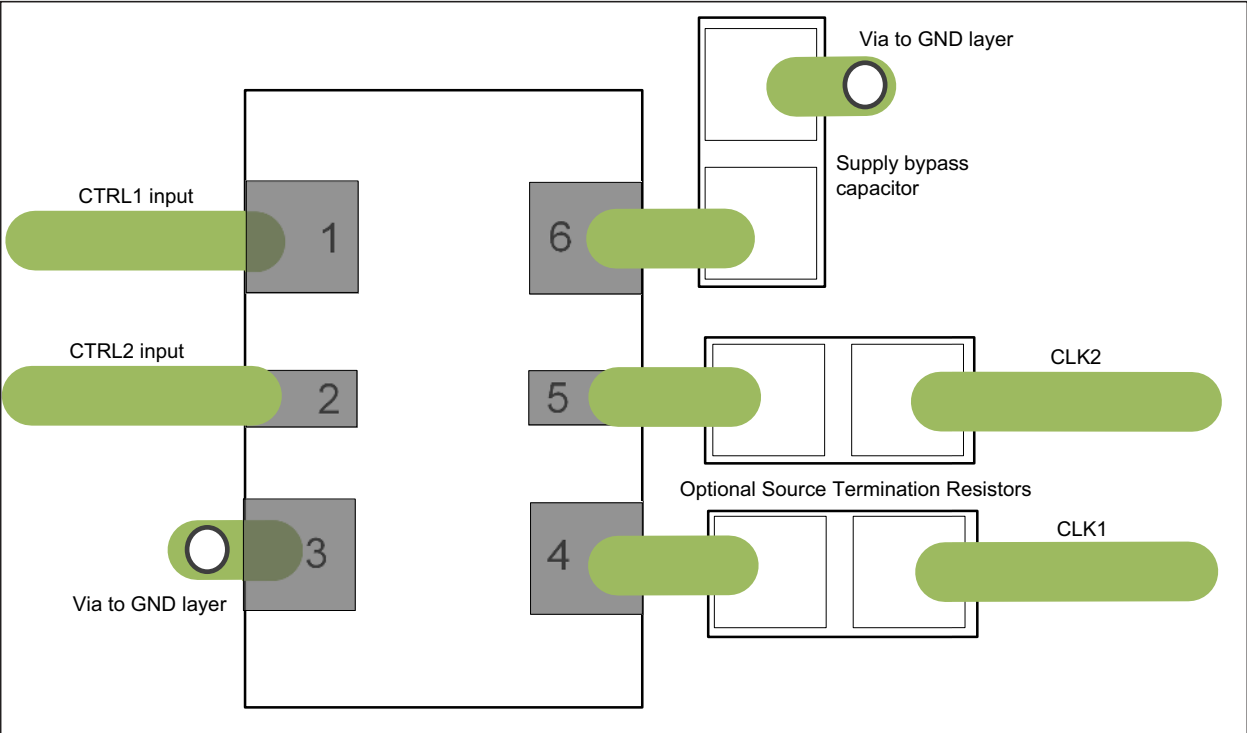 Via to GND layer
Supply bypass
capacitor
CTRL1 input
1
6
CTRL2 input
2
5
CLK2
Optional Source Termination Resistors
3
4
CLK1
Via to GND layer